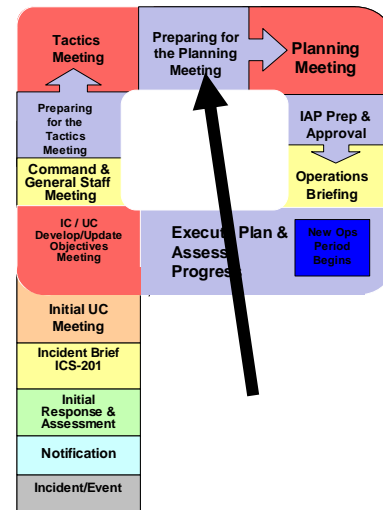 Tactics
Meeting
Preparing for
the Planning
Meeting
Planning
Meeting
Preparing
for the
Tactics
Meeting
IAP Prep &
Approval
Command &
General Staff
Meeting
Operations
Briefing
IC / UC
Develop/Update
Objectives
Meeting
Execute Plan &
Assess
Progress
New Ops
Period
Begins
Initial UC
Meeting
Incident Brief
ICS-201
Initial
Response &
Assessment
Notification
Incident/Event